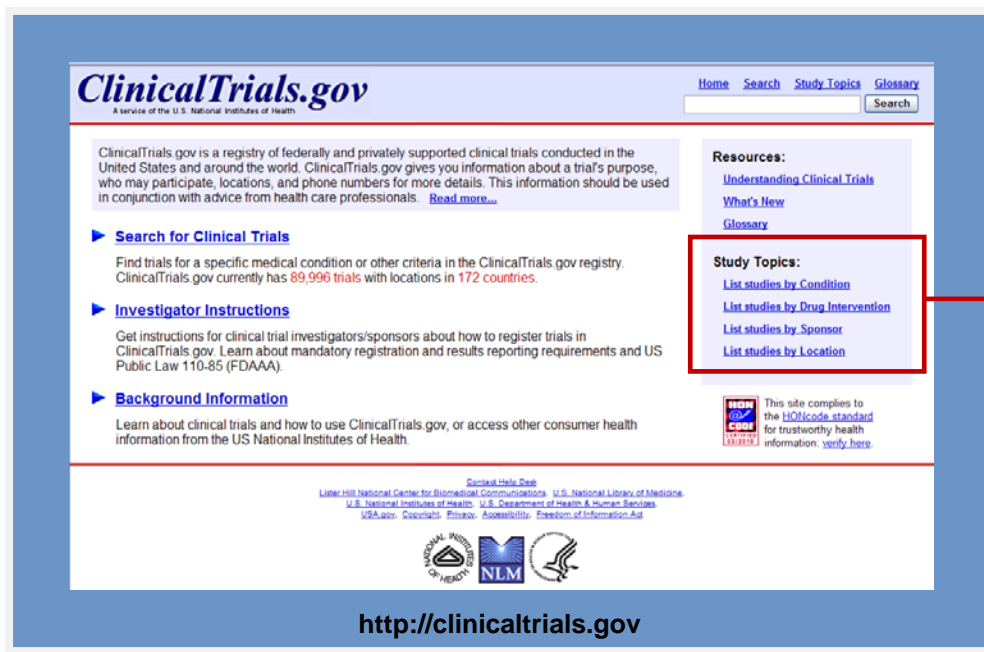 ClinicalTrials.gov
A service of the U.S. National Institutes of Health
Home Search Study Topics Glossary
Search
ClinicalTrials.gov is a registry of federally and privately supported clinical trials conducted in the
United States and around the world. ClinicalTrials.gov gives you information about a trial's purpose,
who may participate, locations, and phone numbers for more details. This information should be used
in conjunction with advice from health care professionals. Read more...
Search for Clinical Trials
Find trials for a specific medical condition or other criteria in the ClinicalTrials.gov registry.
ClinicalTrials.gov currently has 89,996 trials with locations in 172 countries.
Investigator Instructions
Get instructions for clinical trial investigators/sponsors about how to register trials in
ClinicalTrials.gov. Learn about mandatory registration and results reporting requirements and US
Public Law 110-85 (FDAAA).
Background Information
Learn about clinical trials and how to use ClinicalTrials.gov, or access other consumer health
information from the US National Institutes of Health.
Resources:
Understanding Clinical Trials
What's New
Glossary
Study Topics:
List studies by Condition
List studies by Drug Intervention
List studies by Sponsor
List studies by Location
HON
@
CODE
CERTIFIED
03/2010
This site complies to
the HONcode standard
for trustworthy health
information: verify here.
Contact Help Desk
Lister Hill National Center for Biomedical Communications, U.S. National Library of Medicine,
U.S. National Institutes of Health, U.S. Department of Health & Human Services,
USA.gov, Copyright, Privacy, Accessibility, Freedom of Information Act
NATIONAL INSTITUTES
OF HEALTH
NLM
http://clinicaltrials.gov